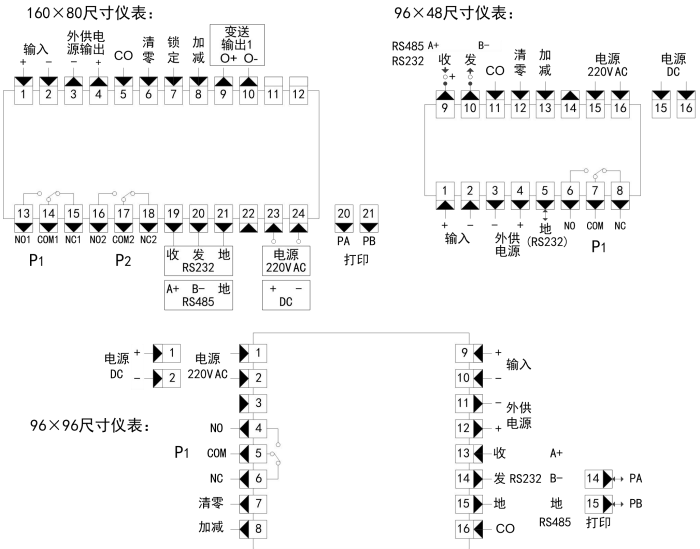 160×80尺寸仪表：
变送
输出1
O+ O-
输入 外供电
源输出 CO 清零 锁定 加减
+ − − +
1 2 3 4 5 6 7 8 9 10 11 12
13 14 15 16 17 18 19 20 21 22 23 24
NO1 COM1 NC1 NO2 COM2 NC2
P1 P2
收 发 地
RS232
A+ B- 地
RS485
电源
220VAC
+ −
DC
20 21
PA PB
打印
96×48尺寸仪表：
RS485 A+ B-
RS232 收 发 CO 清零 加减
+
电源
220VAC
电源
DC
9 10 11 12 13 14 15 16
15 16
1 2 3 4 5 6 7 8
+ − − + 地
(RS232)
输入 外供
电源
NO COM NC
P1
96×96尺寸仪表：
电源
DC
+ 1
− 2
电源
220VAC
1
2
3
NO 4
P1 COM 5
NC 6
清零 7
加减 8
9 +
10 −
输入
11 −
12 +
外供
电源
13 收 A+
14 发 RS232 B-
15 地 地
RS485
16 CO
14 PA
15 PB
打印